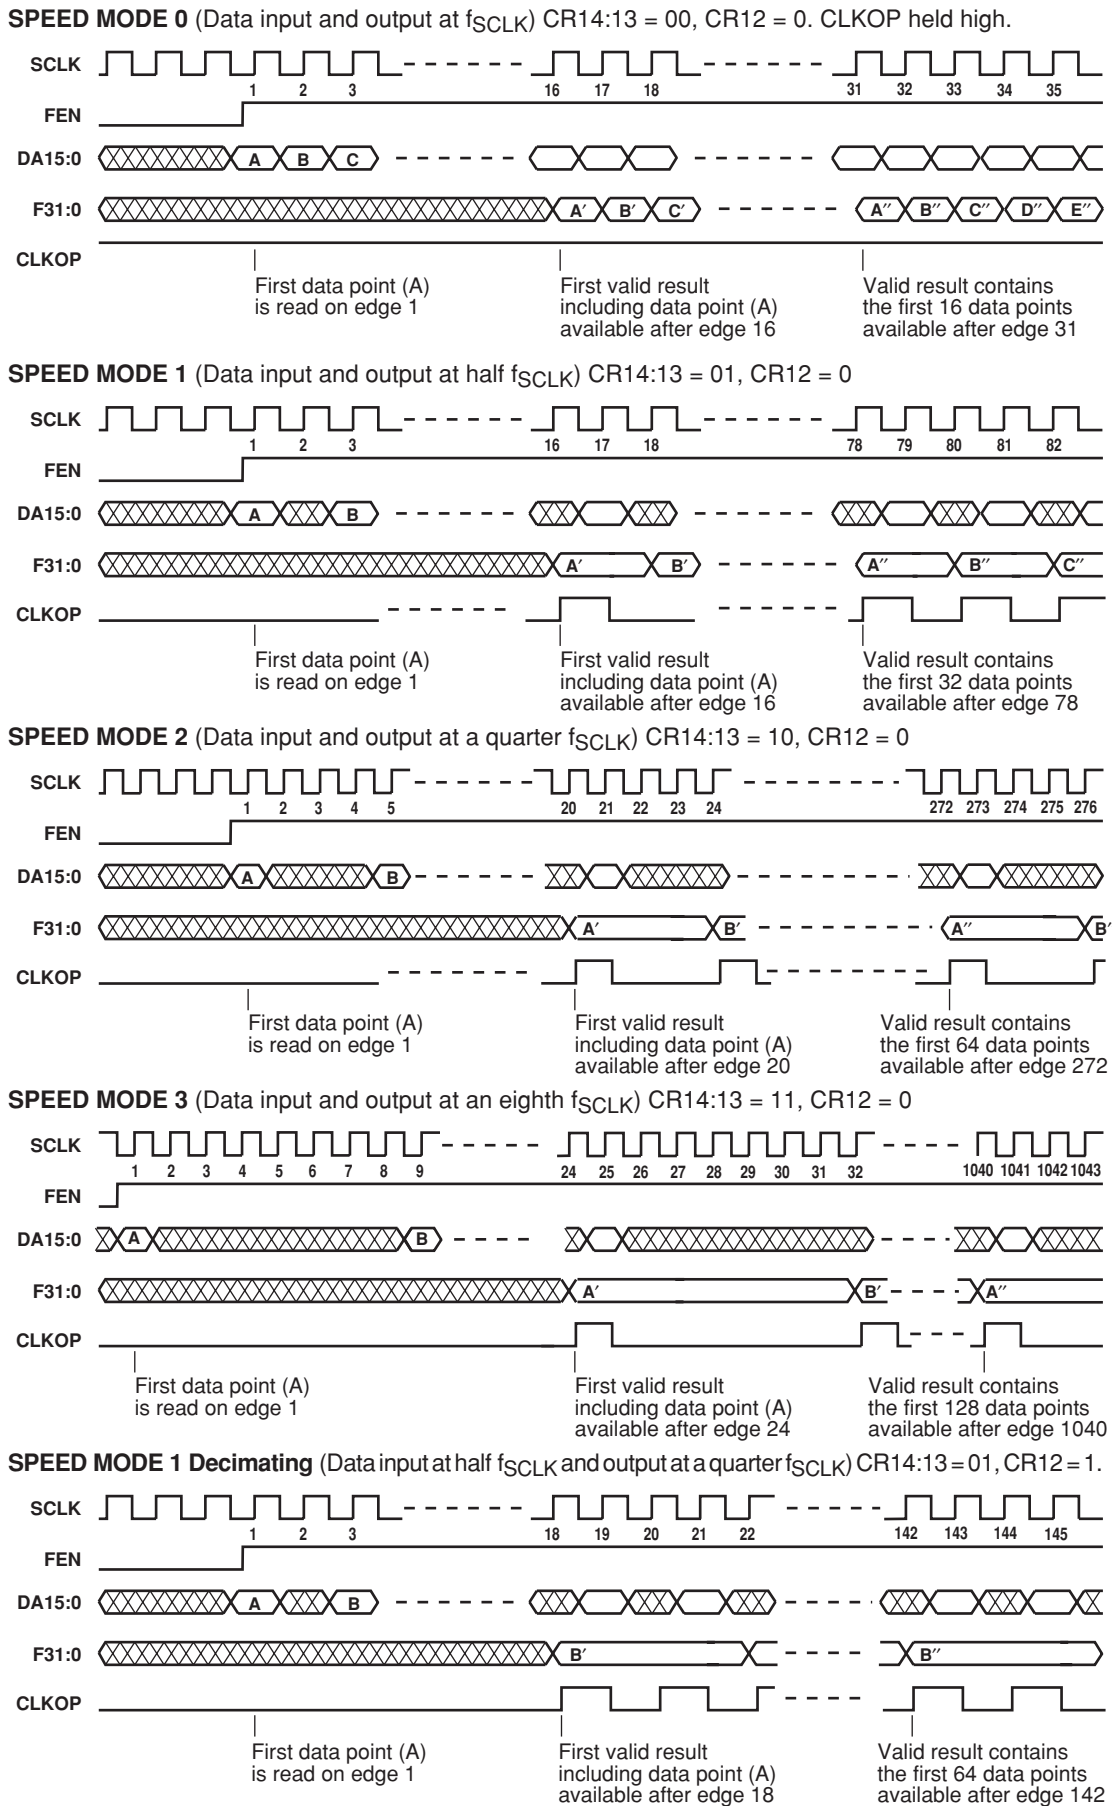 SPEED MODE 0 (Data input and output at fSCLK) CR14:13 = 00, CR12 = 0. CLKOP held high.
SCLK
1 2 3 16 17 18 31 32 33 34 35
FEN
DA15:0 A B C
F31:0 A′ B′ C′ A″ B″ C″ D″ E″
CLKOP
First data point (A) First valid result Valid result contains
is read on edge 1 including data point (A) the first 16 data points
available after edge 16 available after edge 31
SPEED MODE 1 (Data input and output at half fSCLK) CR14:13 = 01, CR12 = 0
SCLK
1 2 3 16 17 18 78 79 80 81 82
FEN
DA15:0 A B
F31:0 A′ B′ A″ B″ C″
CLKOP
First data point (A) First valid result Valid result contains
is read on edge 1 including data point (A) the first 32 data points
available after edge 16 available after edge 78
SPEED MODE 2 (Data input and output at a quarter fSCLK) CR14:13 = 10, CR12 = 0
SCLK
1 2 3 4 5 20 21 22 23 24 272 273 274 275 276
FEN
DA15:0 A B
F31:0 A′ B′ A″ B′
CLKOP
First data point (A) First valid result Valid result contains
is read on edge 1 including data point (A) the first 64 data points
available after edge 20 available after edge 272
SPEED MODE 3 (Data input and output at an eighth fSCLK) CR14:13 = 11, CR12 = 0
SCLK
1 2 3 4 5 6 7 8 9 24 25 26 27 28 29 30 31 32 1040 1041 1042 1043
FEN
DA15:0 A B
F31:0 A′ B′ A″
CLKOP
First data point (A) First valid result Valid result contains
is read on edge 1 including data point (A) the first 128 data points
available after edge 24 available after edge 1040
SPEED MODE 1 Decimating (Data input at half fSCLK and output at a quarter fSCLK) CR14:13 = 01, CR12 = 1.
SCLK
1 2 3 18 19 20 21 22 142 143 144 145
FEN
DA15:0 A B
F31:0 B′ B″
CLKOP
First data point (A) First valid result Valid result contains
is read on edge 1 including data point (A) the first 64 data points
available after edge 18 available after edge 142